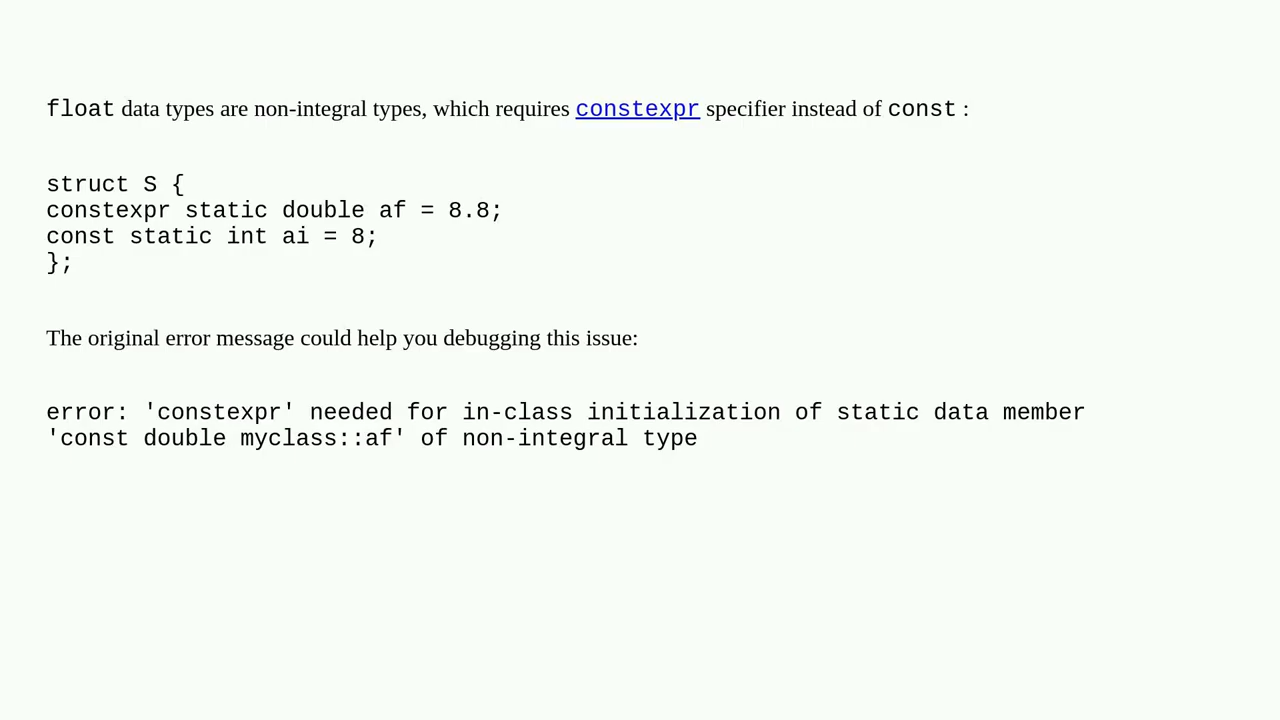 float data types are non-integral types, which requires constexpr specifier instead of const :
struct S {
constexpr static double af = 8.8;
const static int ai = 8;
};
The original error message could help you debugging this issue:
error: 'constexpr' needed for in-class initialization of static data member
'const double myclass::af' of non-integral type